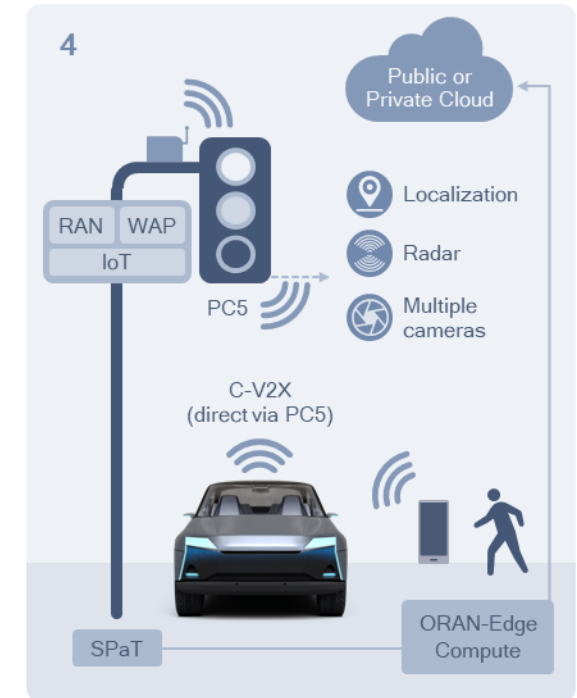 4
Public or
Private Cloud
RAN
WAP
IoT
Localization
Radar
PC5
Multiple
cameras
C-V2X
(direct via PC5)
ORAN-Edge
Compute
SPaT